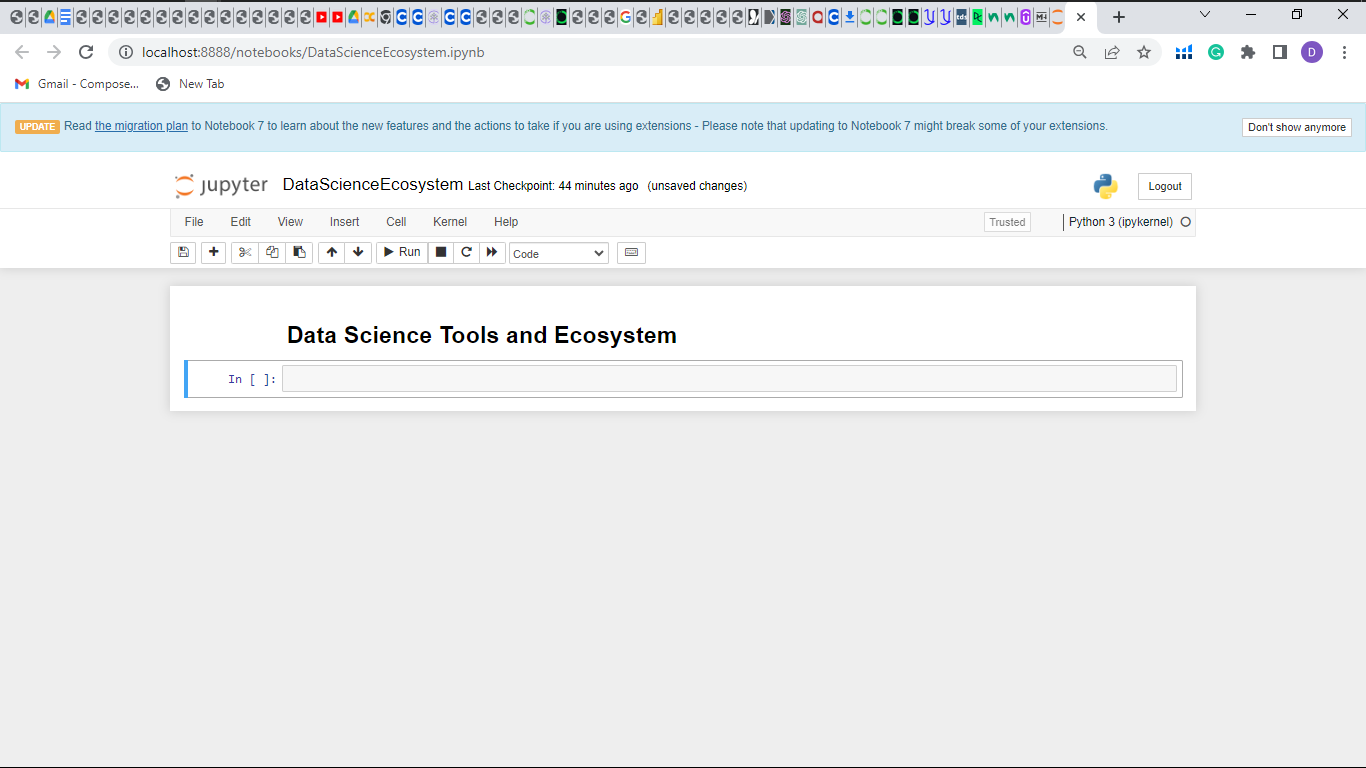 localhost:8888/notebooks/DataScienceEcosystem.ipynb
D
Gmail - Compose... New Tab
UPDATE Read the migration plan to Notebook 7 to learn about the new features and the actions to take if you are using extensions - Please note that updating to Notebook 7 might break some of your extensions. Don't show anymore
jupyter DataScienceEcosystem Last Checkpoint: 44 minutes ago (unsaved changes) Logout
File Edit View Insert Cell Kernel Help Trusted Python 3 (ipykernel)
Run Code
Data Science Tools and Ecosystem
In [ ]: